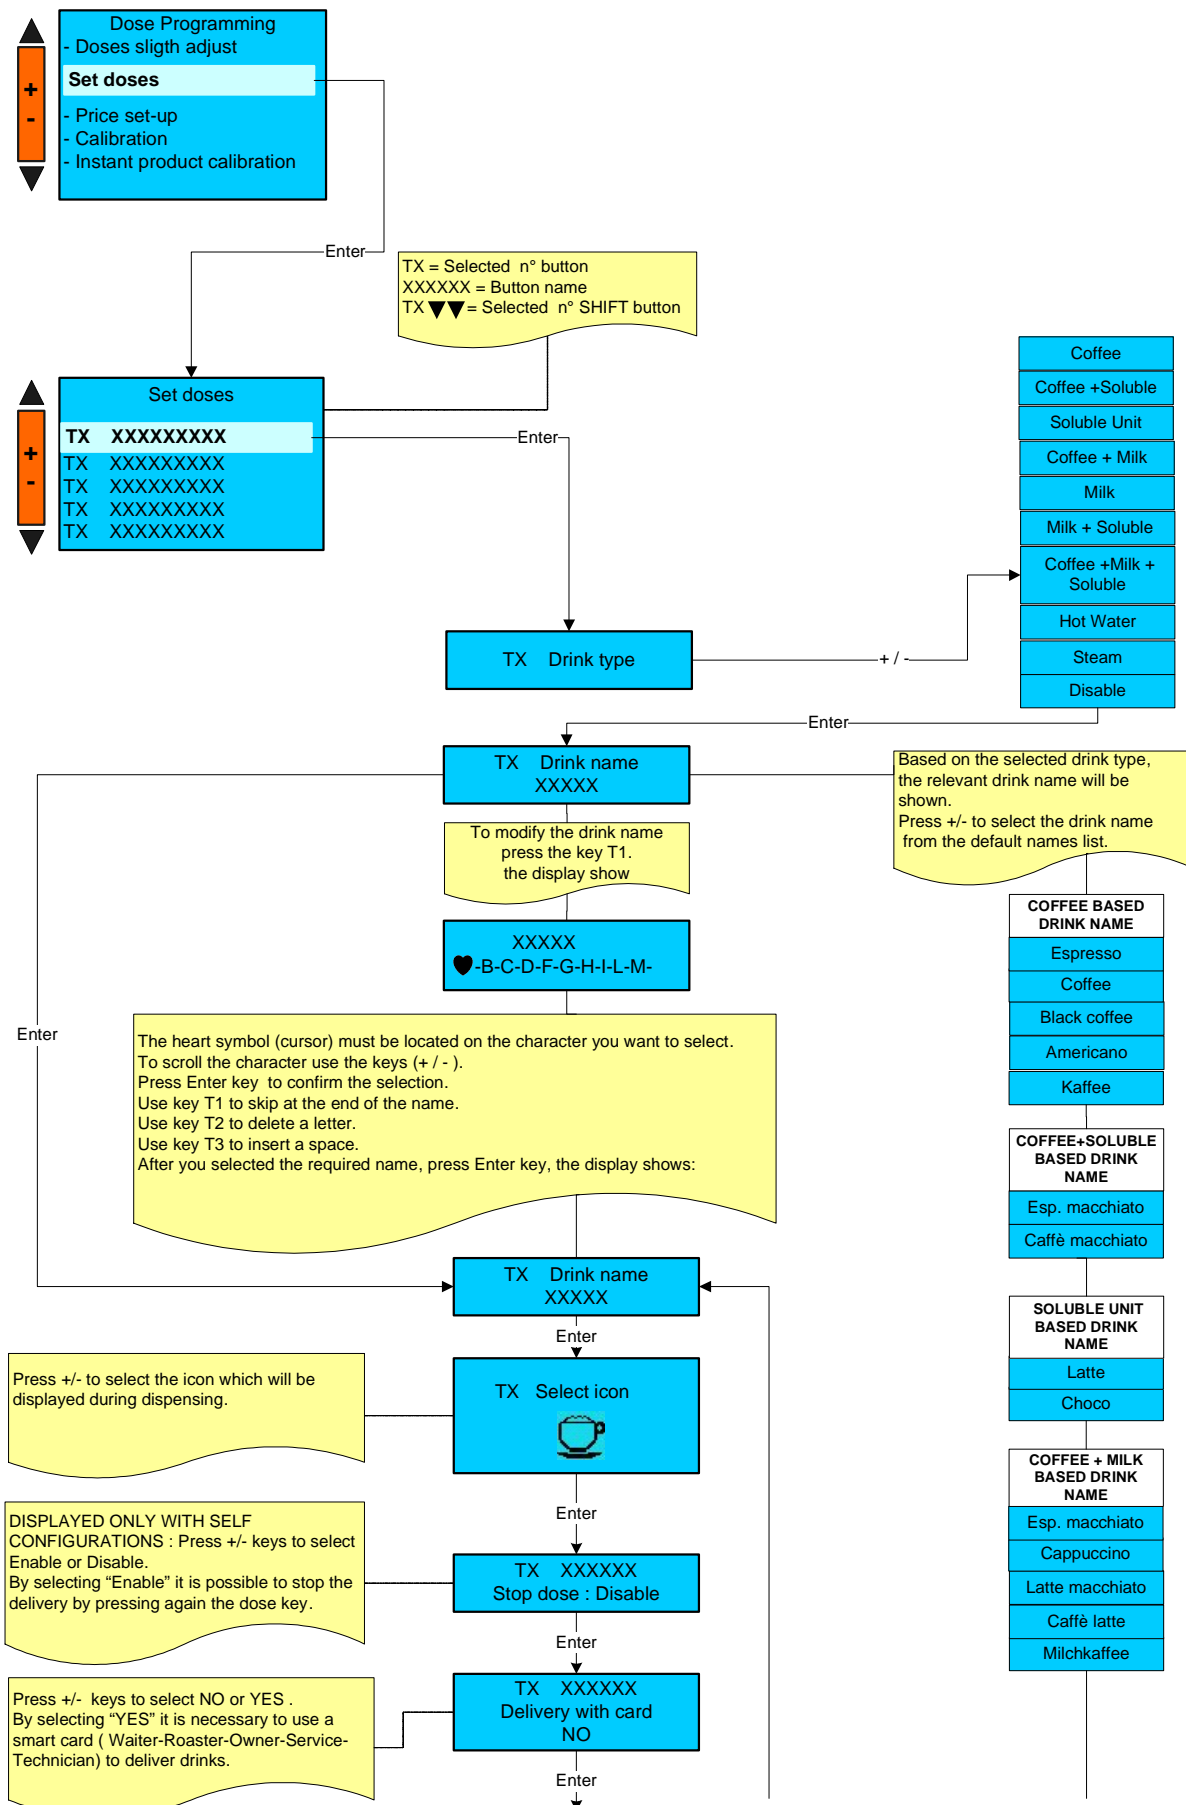 Dose Programming
- Doses sligth adjust
Set doses
- Price set-up
- Calibration
- Instant product calibration
+
-
Enter
TX = Selected n° button
XXXXXX = Button name
TX ▼▼ = Selected n° SHIFT button
Set doses
TX XXXXXXXXX
TX XXXXXXXXX
TX XXXXXXXXX
TX XXXXXXXXX
TX XXXXXXXXX
+
-
Enter
Coffee
Coffee +Soluble
Soluble Unit
Coffee + Milk
Milk
Milk + Soluble
Coffee +Milk +
Soluble
Hot Water
Steam
Disable
TX Drink type
+ / -
Enter
TX Drink name
XXXXX
Based on the selected drink type,
the relevant drink name will be
shown.
Press +/- to select the drink name
from the default names list.
To modify the drink name
press the key T1.
the display show
XXXXX
♥-B-C-D-F-G-H-I-L-M-
Enter
The heart symbol (cursor) must be located on the character you want to select.
To scroll the character use the keys (+ / - ).
Press Enter key to confirm the selection.
Use key T1 to skip at the end of the name.
Use key T2 to delete a letter.
Use key T3 to insert a space.
After you selected the required name, press Enter key, the display shows:
TX Drink name
XXXXX
Enter
Press +/- to select the icon which will be
displayed during dispensing.
TX Select icon
Enter
DISPLAYED ONLY WITH SELF
CONFIGURATIONS : Press +/- keys to select
Enable or Disable.
By selecting “Enable” it is possible to stop the
delivery by pressing again the dose key.
TX XXXXXX
Stop dose : Disable
Enter
Press +/- keys to select NO or YES .
By selecting “YES” it is necessary to use a
smart card ( Waiter-Roaster-Owner-Service-
Technician) to deliver drinks.
TX XXXXXX
Delivery with card
NO
Enter
COFFEE BASED
DRINK NAME
Espresso
Coffee
Black coffee
Americano
Kaffee
COFFEE+SOLUBLE
BASED DRINK
NAME
Esp. macchiato
Caffè macchiato
SOLUBLE UNIT
BASED DRINK
NAME
Latte
Choco
COFFEE + MILK
BASED DRINK
NAME
Esp. macchiato
Cappuccino
Latte macchiato
Caffè latte
Milchkaffee